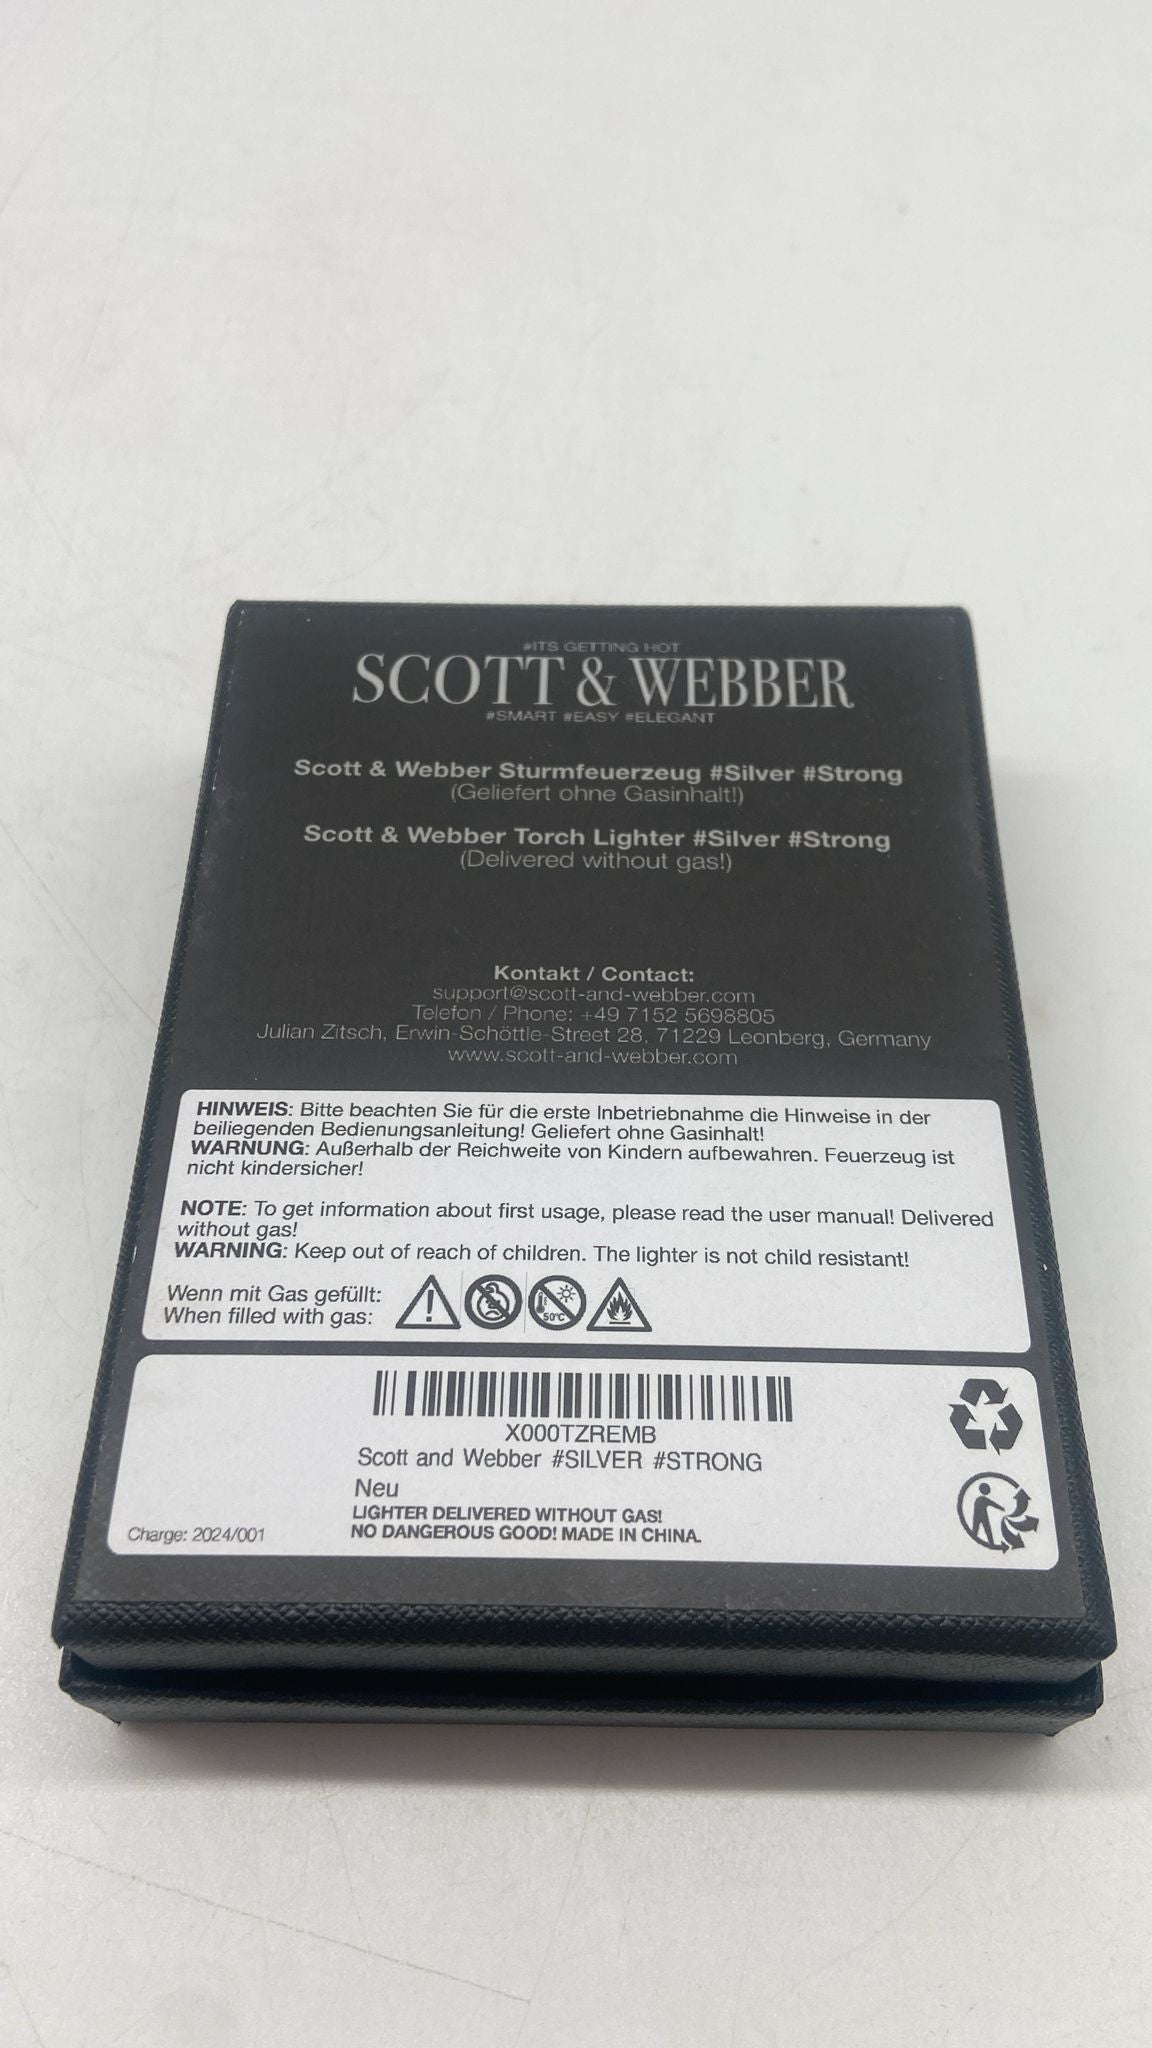 #ITS GETTING HOT
SCOTT & WEBBER
#SMART #EASY #ELEGANT
Scott & Webber Sturmfeuerzeug #Silver #Strong
(Geliefert ohne Gasinhalt!)
Scott & Webber Torch Lighter #Silver #Strong
(Delivered without gas!)
Kontakt / Contact:
support@scott-and-webber.com
Telefon / Phone: +49 7152 5698805
Julian Zitsch, Erwin-Schöttle-Street 28, 71229 Leonberg, Germany
www.scott-and-webber.com
HINWEIS: Bitte beachten Sie für die erste Inbetriebnahme die Hinweise in der
beiliegenden Bedienungsanleitung! Geliefert ohne Gasinhalt!
WARNUNG: Außerhalb der Reichweite von Kindern aufbewahren. Feuerzeug ist
nicht kindersicher!
NOTE: To get information about first usage, please read the user manual! Delivered
without gas!
WARNING: Keep out of reach of children. The lighter is not child resistant!
Wenn mit Gas gefüllt:
When filled with gas:
50°C
X000TZREMB
Scott and Webber #SILVER #STRONG
Neu
LIGHTER DELIVERED WITHOUT GAS!
NO DANGEROUS GOOD! MADE IN CHINA.
Charge: 2024/001